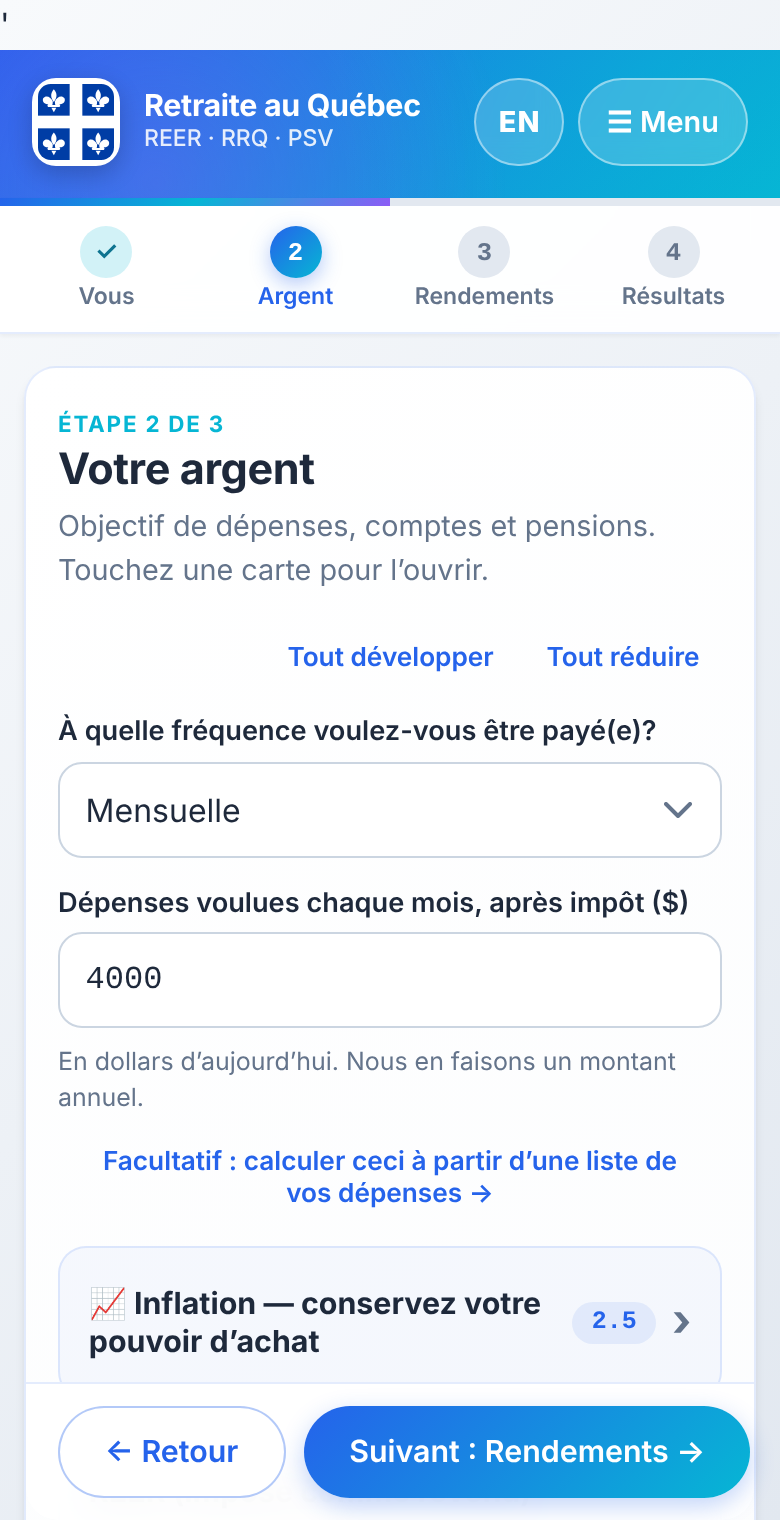 '
Retraite au Québec
REER · RRQ · PSV
EN
☰ Menu
✓
Vous
2
Argent
3
Rendements
4
Résultats
ÉTAPE 2 DE 3
Votre argent
Objectif de dépenses, comptes et pensions.
Touchez une carte pour l’ouvrir.
Tout développer
Tout réduire
À quelle fréquence voulez-vous être payé(e)?
Mensuelle
Dépenses voulues chaque mois, après impôt ($)
4000
En dollars d’aujourd’hui. Nous en faisons un montant
annuel.
Facultatif : calculer ceci à partir d’une liste de
vos dépenses →
📈 Inflation — conservez votre
pouvoir d’achat
2.5 ›
← Retour
Suivant : Rendements →